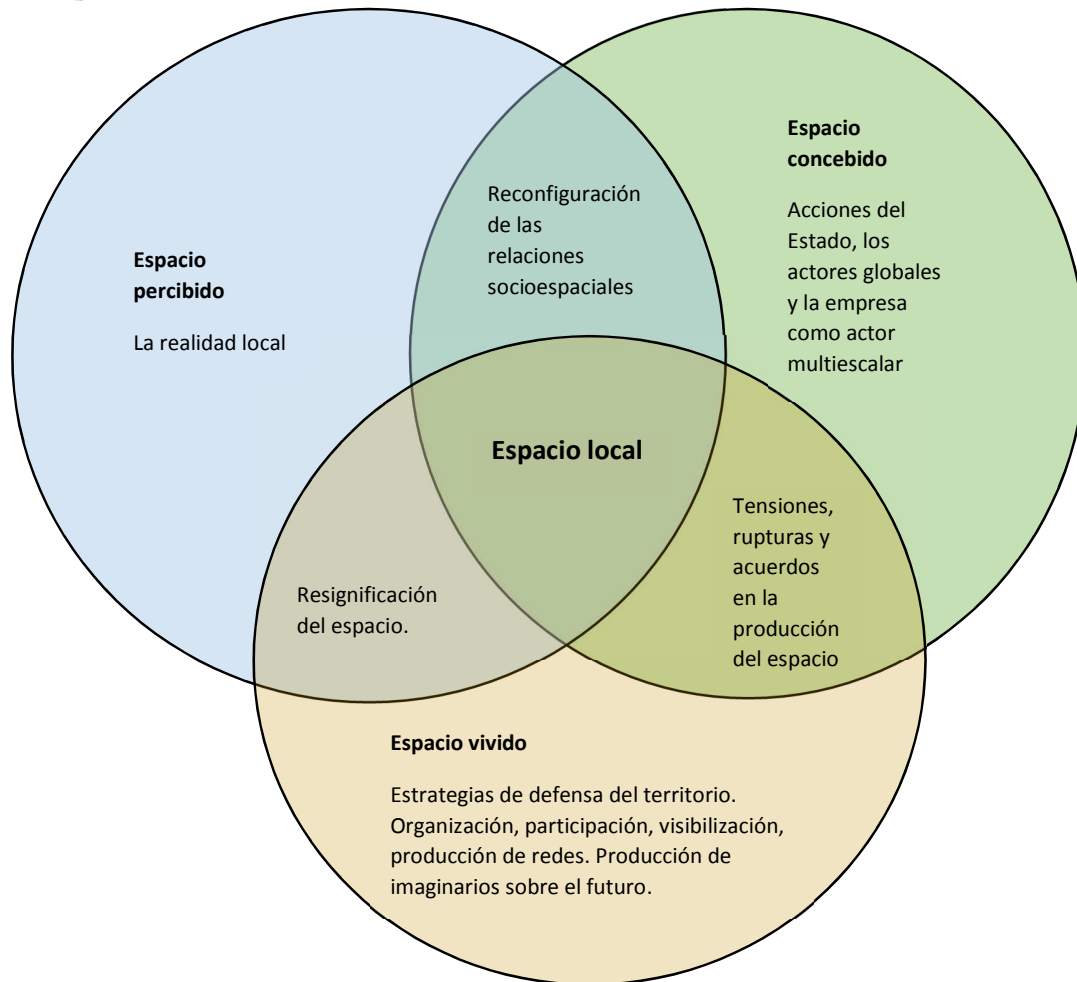 Espacio
percibido
La realidad local
Reconfiguración
de las
relaciones
socioespaciales
Espacio
concebido
Acciones del
Estado, los
actores globales
y la empresa
como actor
multiescalar
Espacio local
Resignificación
del espacio.
Tensiones,
rupturas y
acuerdos
en la
producción
del espacio
Espacio vivido
Estrategias de defensa del territorio.
Organización, participación, visibilización,
producción de redes. Producción de
imaginarios sobre el futuro.